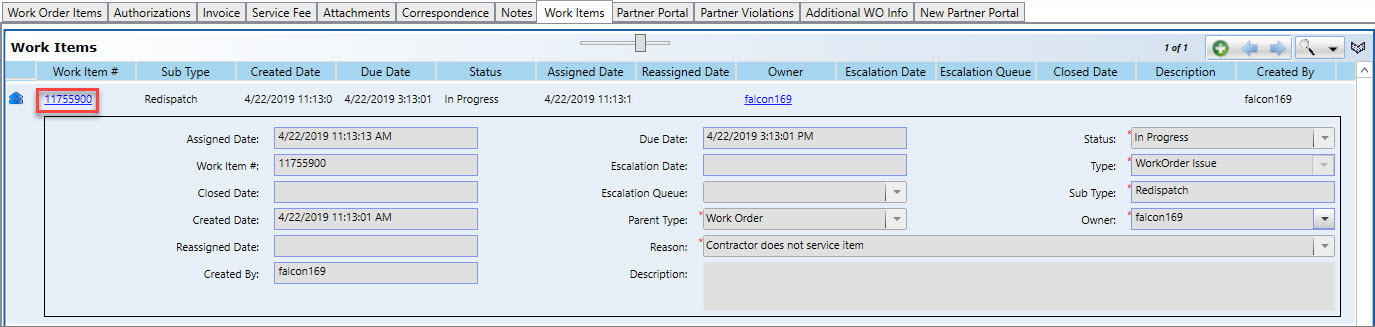 Work Order Items Authorizations Invoice Service Fee Attachments Correspondence Notes Work Items Partner Portal Partner Violations Additional WO Info New Partner Portal
Work Items 1 of 1
Work Item # Sub Type Created Date Due Date Status Assigned Date Reassigned Date Owner Escalation Date Escalation Queue Closed Date Description Created By
11755900 Redispatch 4/22/2019 11:13:0 4/22/2019 3:13:01 In Progress 4/22/2019 11:13:1 falcon169 falcon169
Assigned Date: 4/22/2019 11:13:13 AM Due Date: 4/22/2019 3:13:01 PM Status: * In Progress
Work Item #: 11755900 Escalation Date: Type: * WorkOrder Issue
Closed Date: Escalation Queue: Sub Type: * Redispatch
Created Date: 4/22/2019 11:13:01 AM Parent Type: * Work Order Owner: * falcon169
Reassigned Date: Reason: * Contractor does not service item
Created By: falcon169 Description: